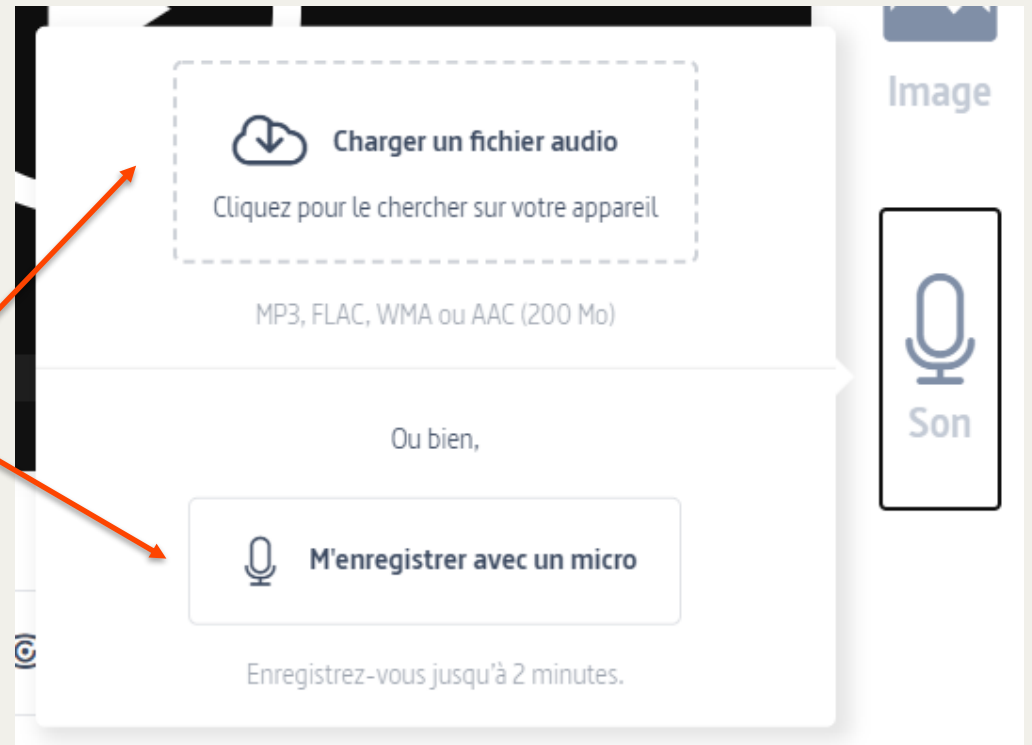 Charger un fichier audio
Cliquez pour le chercher sur votre appareil
MP3, FLAC, WMA ou AAC (200 Mo)
Ou bien,
M'enregistrer avec un micro
Enregistrez-vous jusqu'à 2 minutes.
Image
Son